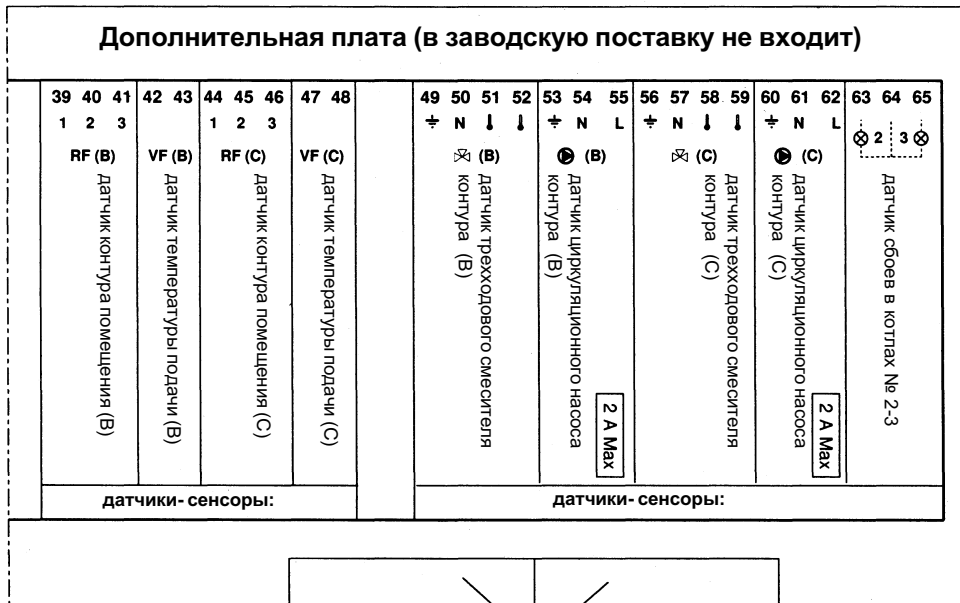 Дополнительная плата (в заводскую поставку не входит)
39 40 41 42 43 44 45 46 47 48 49 50 51 52 53 54 55 56 57 58 59 60 61 62 63 64 65
1 2 3 1 2 3 N N L N N L
2 3
RF (B) VF (B) RF (C) VF (C) (B) (B) (C) (C)
датчик контура помещения (B)
датчик температуры подачи (B)
датчик контура помещения (C)
датчик температуры подачи (C)
датчик трехходового смесителя
контура (B)
датчик циркуляционного насоса
контура (B)
2 A Max
датчик трехходового смесителя
контура (C)
датчик циркуляционного насоса
контура (C)
2 A Max
датчик сбоев в котлах № 2-3
датчики- сенсоры:
датчики- сенсоры: